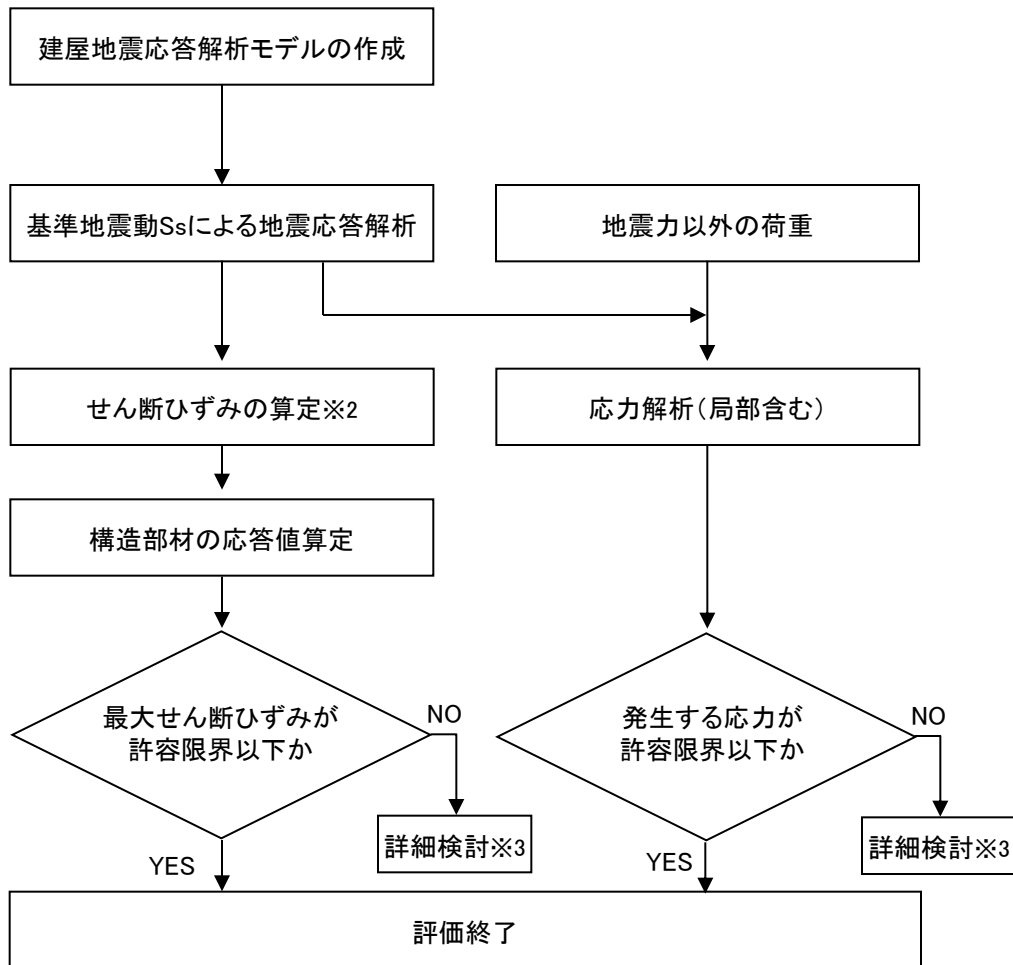 建屋地震応答解析モデルの作成
基準地震動Ssによる地震応答解析
地震力以外の荷重
せん断ひずみの算定※2
応力解析（局部含む）
構造部材の応答値算定
最大せん断ひずみが
許容限界以下か
NO
発生する応力が
許容限界以下か
NO
詳細検討※3
詳細検討※3
YES
YES
評価終了